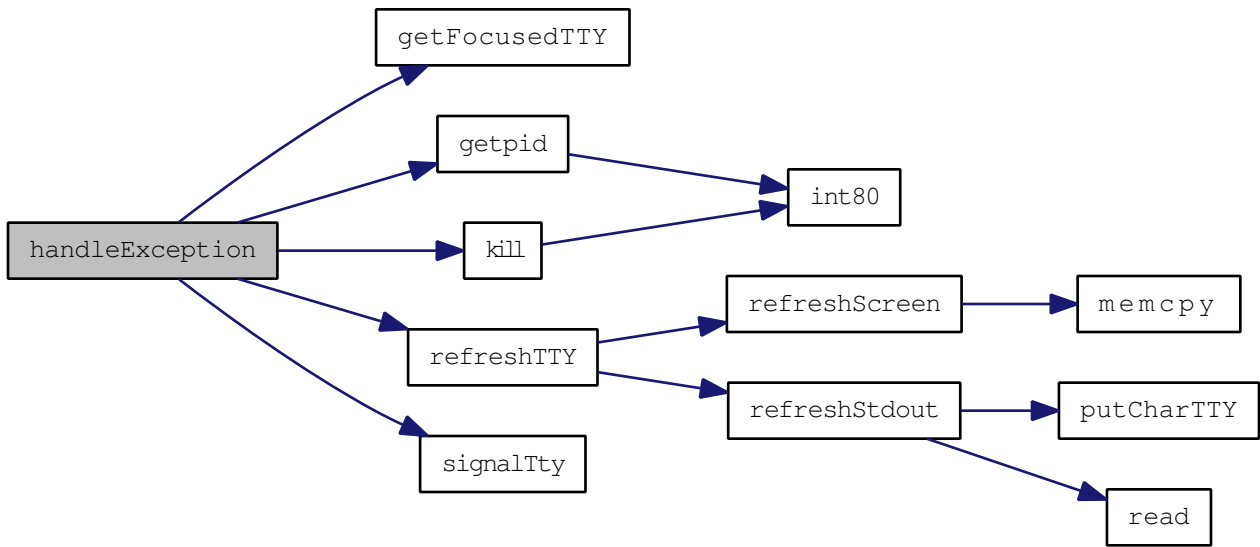 getFocusedTTY
getpid
int80
handleException
kill
refreshScreen
memcpy
refreshTTY
refreshStdout
putCharTTY
signalTty
read